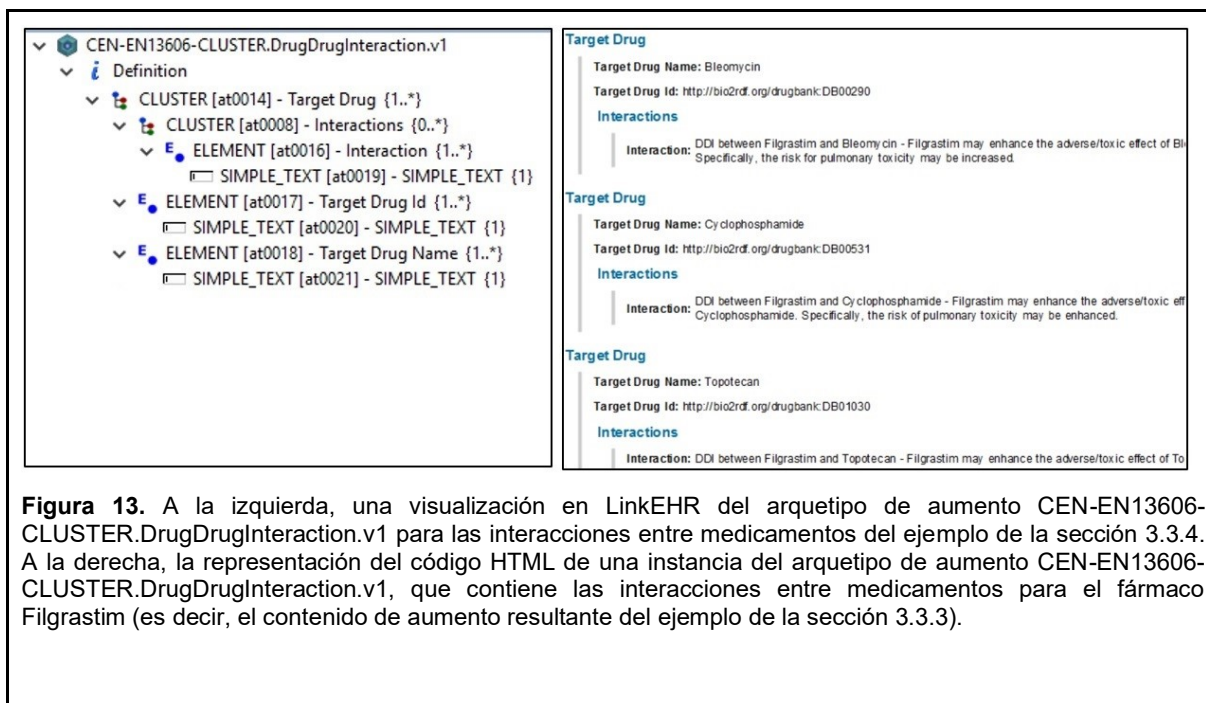 CEN-EN13606-CLUSTER.DrugDrugInteraction.v1
Definition
CLUSTER [at0014] - Target Drug {1..*}
CLUSTER [at0008] - Interactions {0..*}
ELEMENT [at0016] - Interaction {1..*}
SIMPLE_TEXT [at0019] - SIMPLE_TEXT {1}
ELEMENT [at0017] - Target Drug Id {1..*}
SIMPLE_TEXT [at0020] - SIMPLE_TEXT {1}
ELEMENT [at0018] - Target Drug Name {1..*}
SIMPLE_TEXT [at0021] - SIMPLE_TEXT {1}
Target Drug
Target Drug Name: Bleomycin
Target Drug Id: http://bio2rdf.org/drugbank:DB00290
Interactions
Interaction: DDI between Filgrastim and Bleomycin - Filgrastim may enhance the adverse/toxic effect of
Specifically, the risk for pulmonary toxicity may be increased.
Target Drug
Target Drug Name: Cyclophosphamide
Target Drug Id: http://bio2rdf.org/drugbank:DB00531
Interactions
Interaction: DDI between Filgrastim and Cyclophosphamide - Filgrastim may enhance the adverse/toxic eff
Cyclophosphamide. Specifically, the risk of pulmonary toxicity may be enhanced.
Target Drug
Target Drug Name: Topotecan
Target Drug Id: http://bio2rdf.org/drugbank:DB01030
Interactions
Interaction: DDI between Filgrastim and Topotecan - Filgrastim may enhance the adverse/toxic effect of To
Figura 13. A la izquierda, una visualización en LinkEHR del arquetipo de aumento CEN-EN13606-
CLUSTER.DrugDrugInteraction.v1 para las interacciones entre medicamentos del ejemplo de la sección 3.3.4.
A la derecha, la representación del código HTML de una instancia del arquetipo de aumento CEN-EN13606-
CLUSTER.DrugDrugInteraction.v1, que contiene las interacciones entre medicamentos para el fármaco
Filgrastim (es decir, el contenido de aumento resultante del ejemplo de la sección 3.3.3).